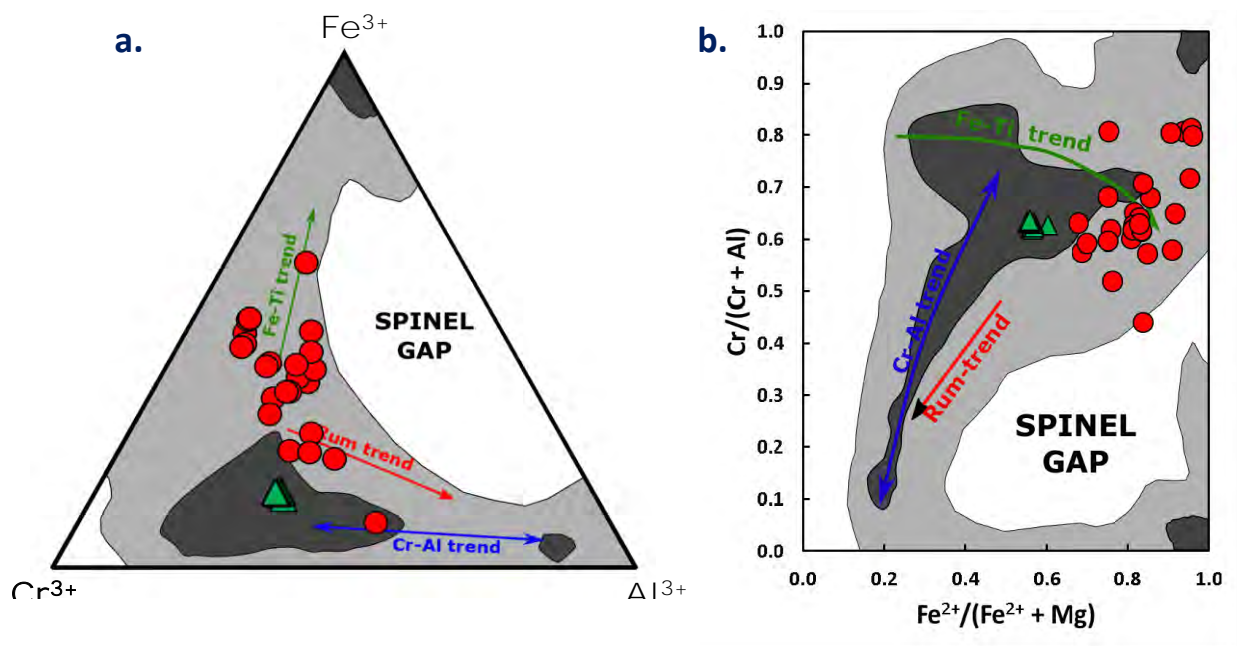 a.
Fe3+
Fe-Ti trend
SPINEL
GAP
Rum trend
Cr-Al trend
Cr3+
Al3+
b.
1.0
0.9
0.8
0.7
0.6
0.5
0.4
0.3
0.2
0.1
0.0
Cr/(Cr + Al)
Fe-Ti trend
Cr-Al trend
Rum-trend
SPINEL
GAP
0.0 0.2 0.4 0.6 0.8 1.0
Fe2+/(Fe2+ + Mg)